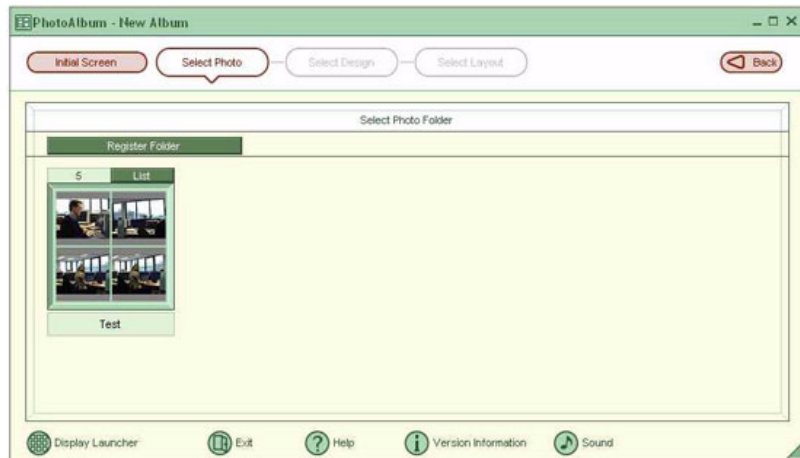 PhotoAlbum - New Album
Initial Screen Select Photo Select Design Select Layout Back
Select Photo Folder
Register Folder
5 List
Test
Display Launcher Exit Help Version Information Sound